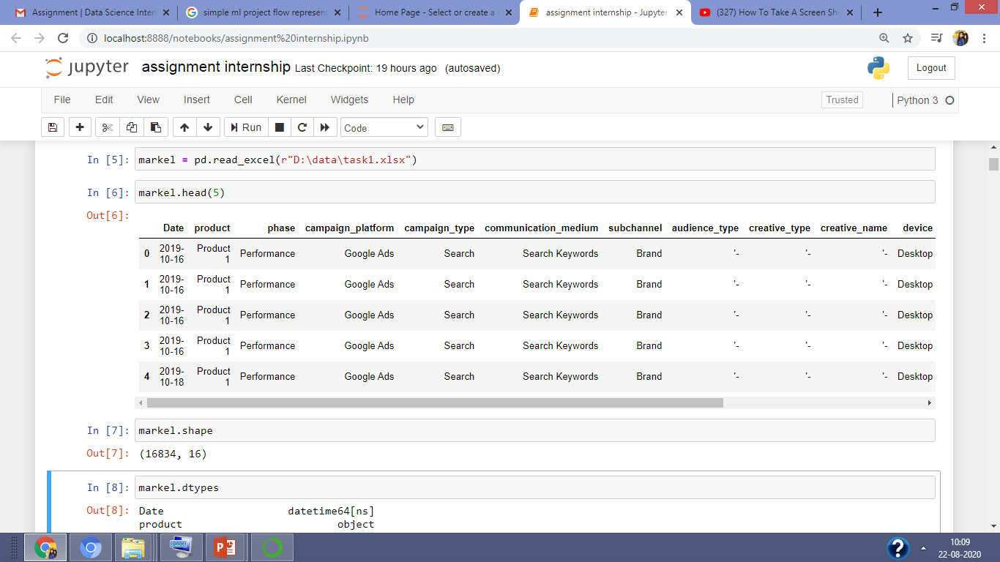 Assignment | Data Science Inter
simple ml project flow represent
Home Page - Select or create a
assignment internship - Jupyter
(327) How To Take A Screen Sh
localhost:8888/notebooks/assignment%20internship.ipynb
jupyter assignment internship Last Checkpoint: 19 hours ago (autosaved)
Logout
File Edit View Insert Cell Kernel Widgets Help
Trusted
Python 3
Run
Code
In [5]: markel = pd.read_excel(r"D:\data\task1.xlsx")
In [6]: markel.head(5)
Out[6]:
Date product phase campaign_platform campaign_type communication_medium subchannel audience_type creative_type creative_name device
0 2019-10-16 Product 1 Performance Google Ads Search Search Keywords Brand '- '- '- Desktop
1 2019-10-16 Product 1 Performance Google Ads Search Search Keywords Brand '- '- '- Desktop
2 2019-10-16 Product 1 Performance Google Ads Search Search Keywords Brand '- '- '- Desktop
3 2019-10-16 Product 1 Performance Google Ads Search Search Keywords Brand '- '- '- Desktop
4 2019-10-18 Product 1 Performance Google Ads Search Search Keywords Brand '- '- '- Desktop
In [7]: markel.shape
Out[7]: (16834, 16)
In [8]: markel.dtypes
Out[8]: Date datetime64[ns]
product object
10:09
22-08-2020